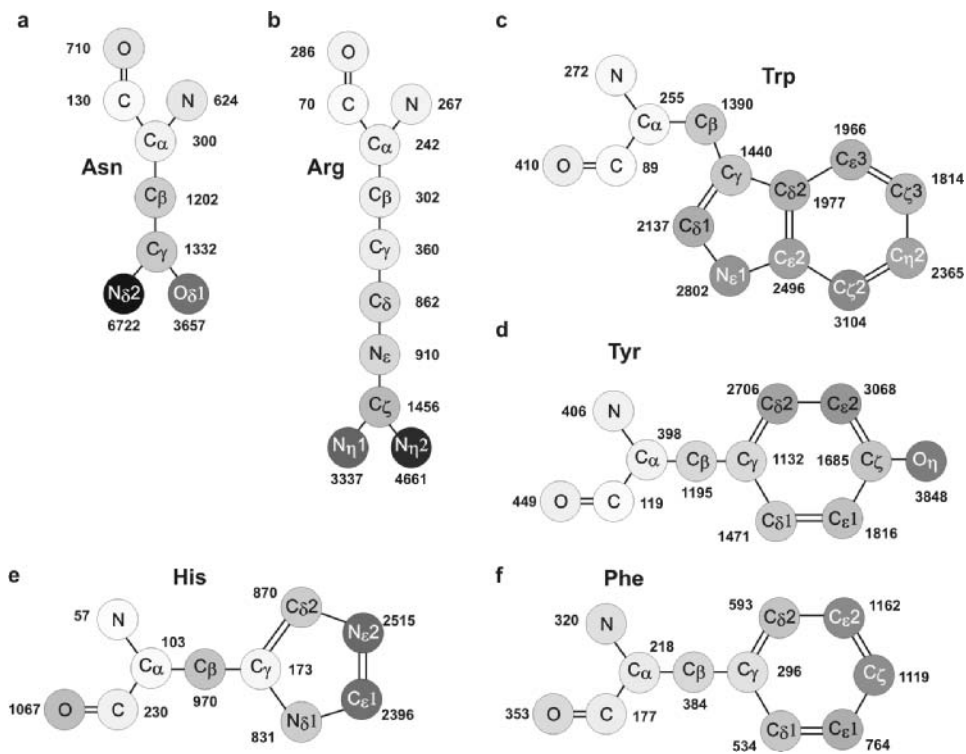 a
710 O
130 C
N 624
Cα 300
Asn
Cβ 1202
Cγ 1332
Nδ2 Oδ1
6722 3657
b
286 O
70 C
N 267
Cα 242
Arg
Cβ 302
Cγ 360
Cδ 862
Nε 910
Cζ 1456
Nη1 Nη2
3337 4661
c
Trp
272 N
255 1390
Cα Cβ
410 O C 89
1440 Cγ
1966 Cε3
Cδ2 1977
Cζ3 1814
2137 Cδ1
Nε1 2802
Cε2 2496
Cη2 2365
Cζ2 3104
d
Tyr
406 N
2706 3068
Cδ2 Cε2
398
Cα Cβ Cγ 1132 1685 Cζ Oη
1195 3848
449 O C 119
Cδ1 Cε1
1471 1816
e
His
57 N
870 Cδ2
Nε2 2515
103
Cα Cβ Cγ 173
970
1067 O C 230
Nδ1 831
Cε1 2396
f
Phe
320 N
593 Cδ2
Cε2 1162
218
Cα Cβ Cγ 296 Cζ 1119
384
353 O C 177
Cδ1 Cε1
534 764